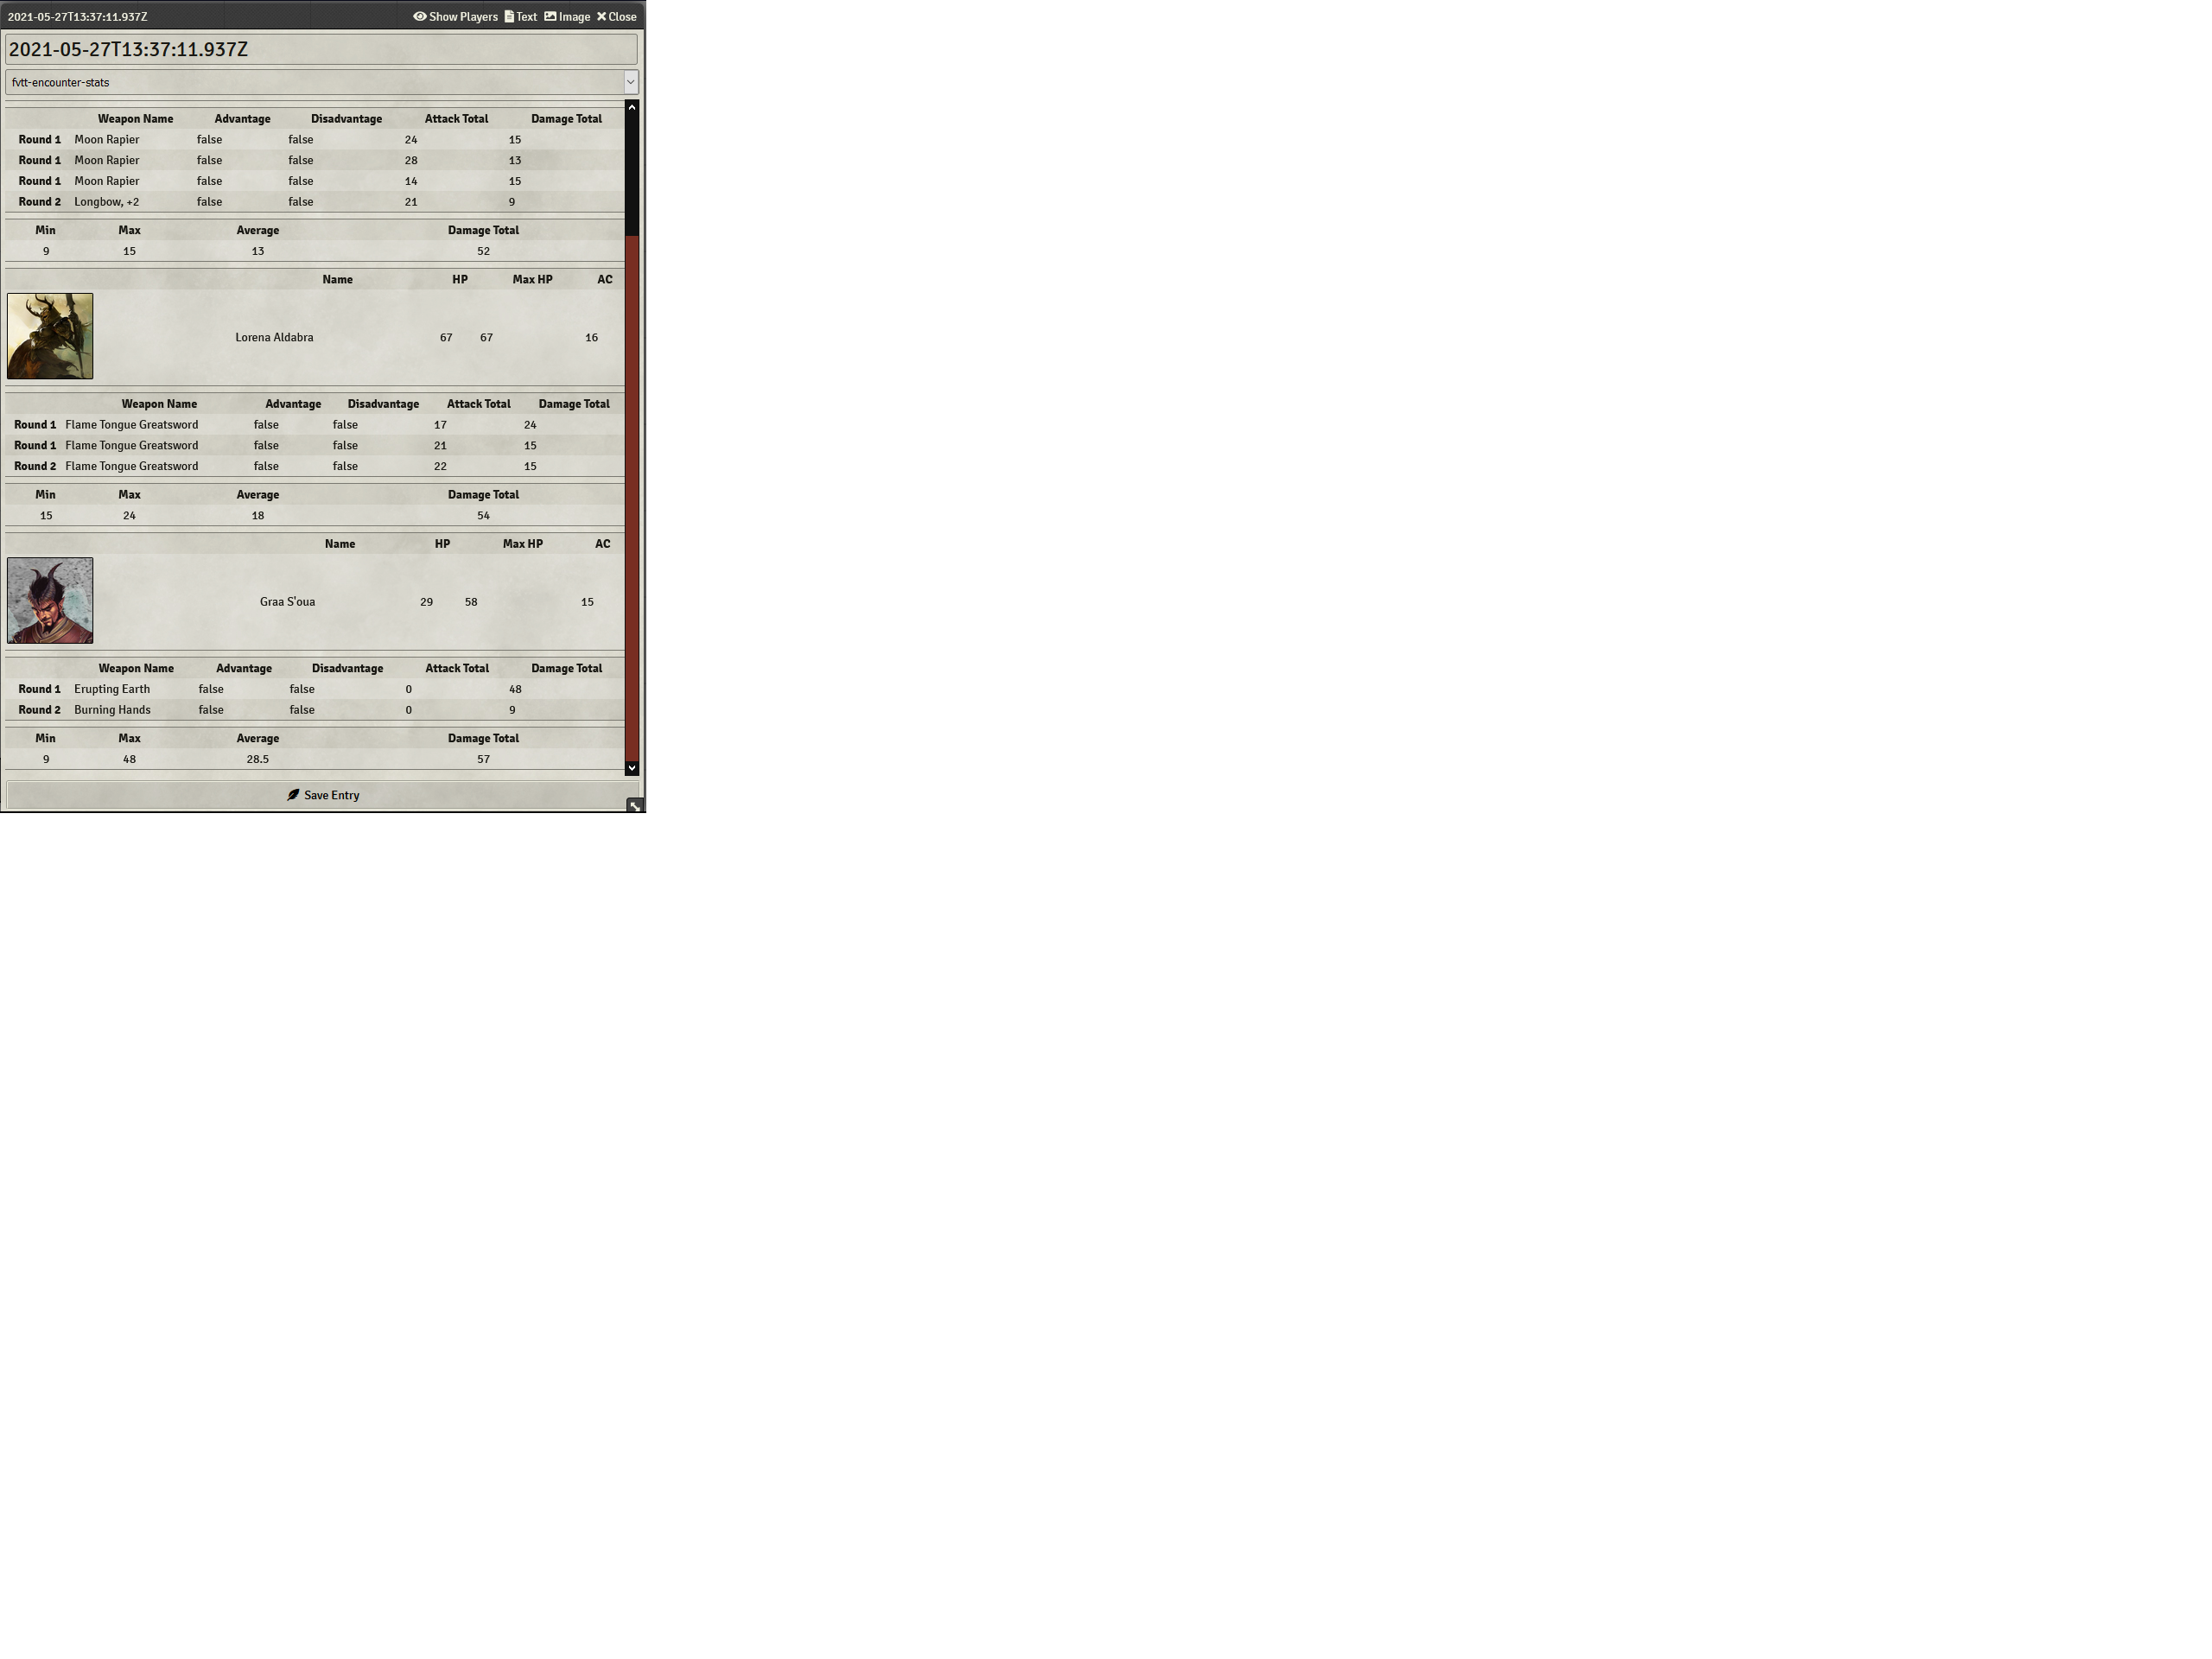 2021-05-27T13:37:11.937Z Show Players Text Image Close
2021-05-27T13:37:11.937Z
fvtt-encounter-stats
Weapon Name Advantage Disadvantage Attack Total Damage Total
Round 1 Moon Rapier false false 24 15
Round 1 Moon Rapier false false 28 13
Round 1 Moon Rapier false false 14 15
Round 2 Longbow, +2 false false 21 9
Min Max Average Damage Total
9 15 13 52
Name HP Max HP AC
Lorena Aldabra 67 67 16
Weapon Name Advantage Disadvantage Attack Total Damage Total
Round 1 Flame Tongue Greatsword false false 17 24
Round 1 Flame Tongue Greatsword false false 21 15
Round 2 Flame Tongue Greatsword false false 22 15
Min Max Average Damage Total
15 24 18 54
Name HP Max HP AC
Graa S'oua 29 58 15
Weapon Name Advantage Disadvantage Attack Total Damage Total
Round 1 Erupting Earth false false 0 48
Round 2 Burning Hands false false 0 9
Min Max Average Damage Total
9 48 28.5 57
Save Entry